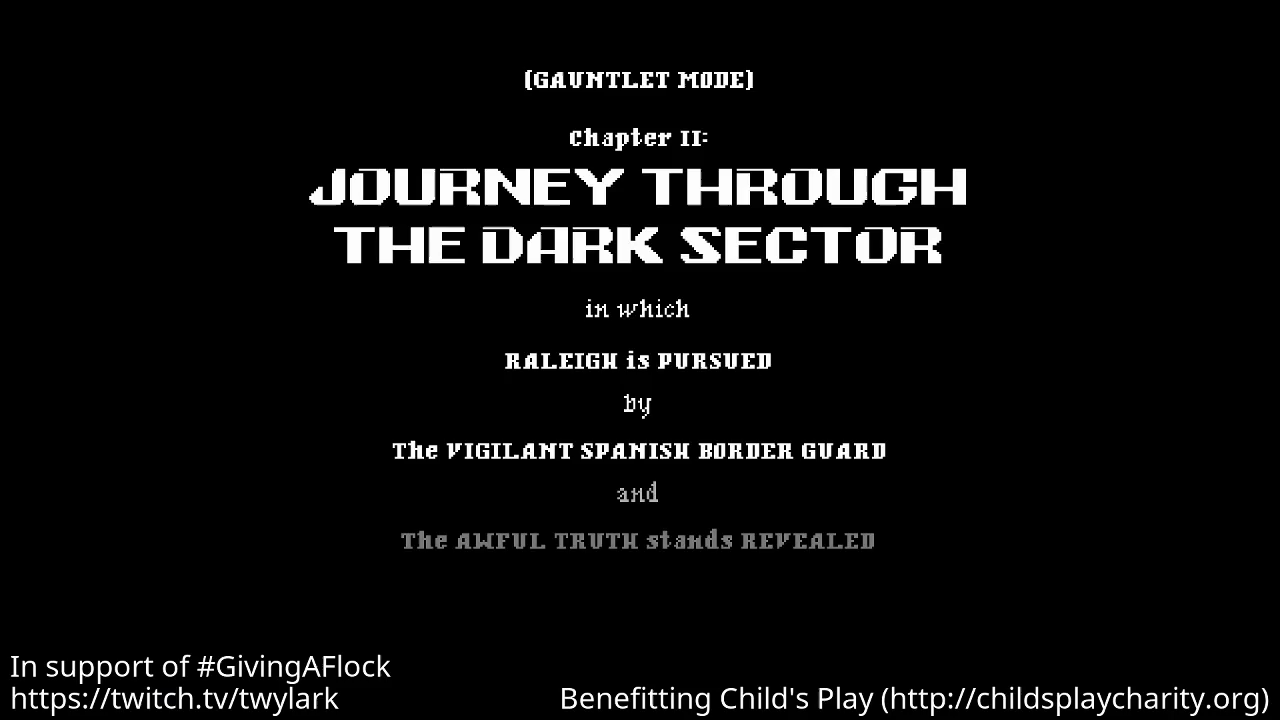 (GAUNTLET MODE)
Chapter II:
JOURNEY THROUGH
THE DARK SECTOR
in which
RALEIGH is PURSUED
by
The VIGILANT SPANISH BORDER GUARD
and
The AWFUL TRUTH stands REVEALED
In support of #GivingAFlock
https://twitch.tv/twylark
Benefitting Child's Play (http://childsplaycharity.org)